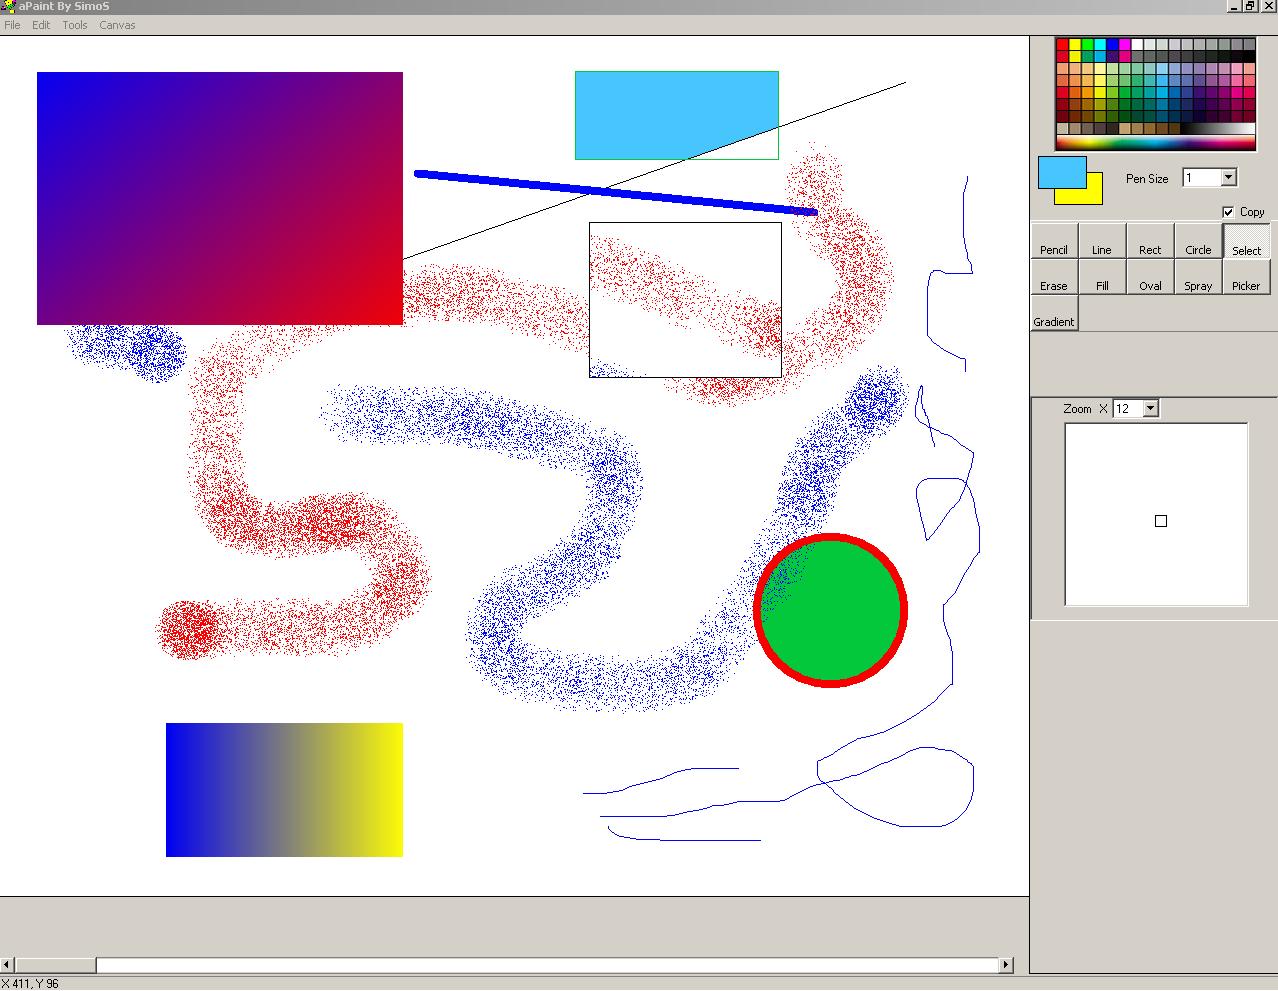 aPaint By SimoS
File Edit Tools Canvas
Pen Size 1
Copy
Pencil Line Rect Circle Select
Erase Fill Oval Spray Picker
Gradient
Zoom X 12
X 411, Y 96